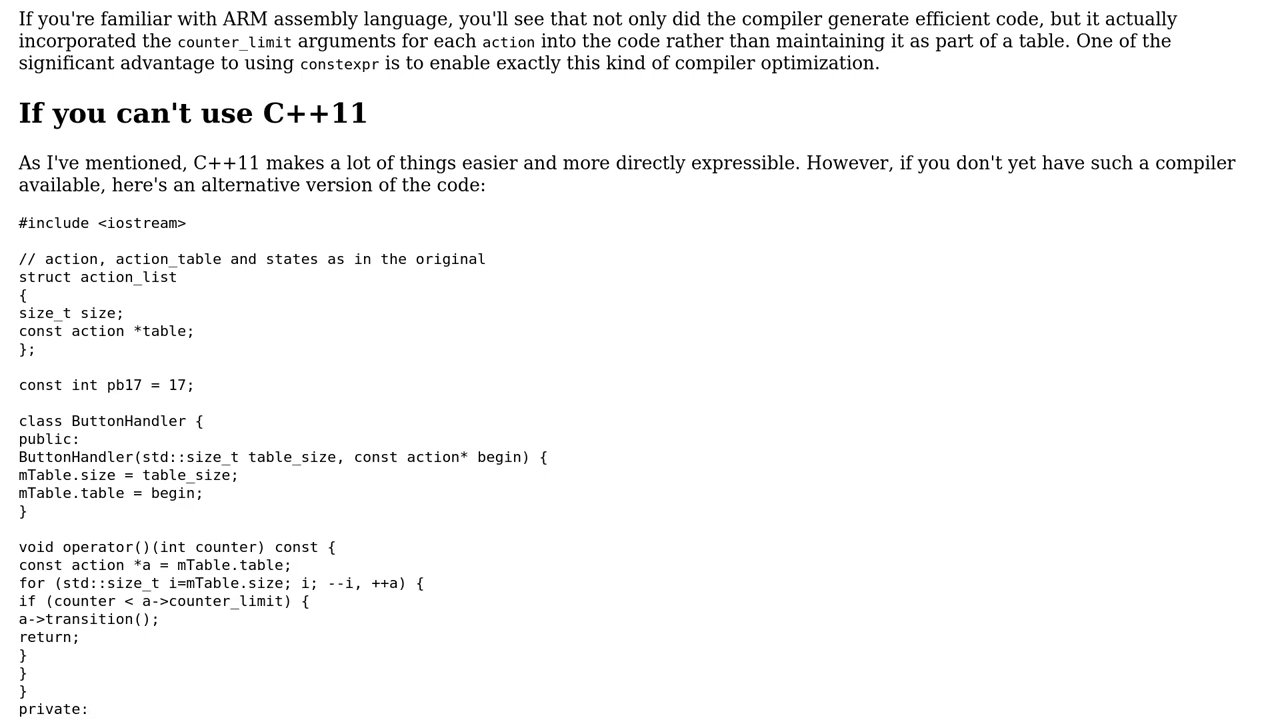 If you're familiar with ARM assembly language, you'll see that not only did the compiler generate efficient code, but it actually
incorporated the counter_limit arguments for each action into the code rather than maintaining it as part of a table. One of the
significant advantage to using constexpr is to enable exactly this kind of compiler optimization.
If you can't use C++11
As I've mentioned, C++11 makes a lot of things easier and more directly expressible. However, if you don't yet have such a compiler
available, here's an alternative version of the code:
#include <iostream>
// action, action_table and states as in the original
struct action_list
{
size_t size;
const action *table;
};
const int pb17 = 17;
class ButtonHandler {
public:
ButtonHandler(std::size_t table_size, const action* begin) {
mTable.size = table_size;
mTable.table = begin;
}
void operator()(int counter) const {
const action *a = mTable.table;
for (std::size_t i=mTable.size; i; --i, ++a) {
if (counter < a->counter_limit) {
a->transition();
return;
}
}
}
private: